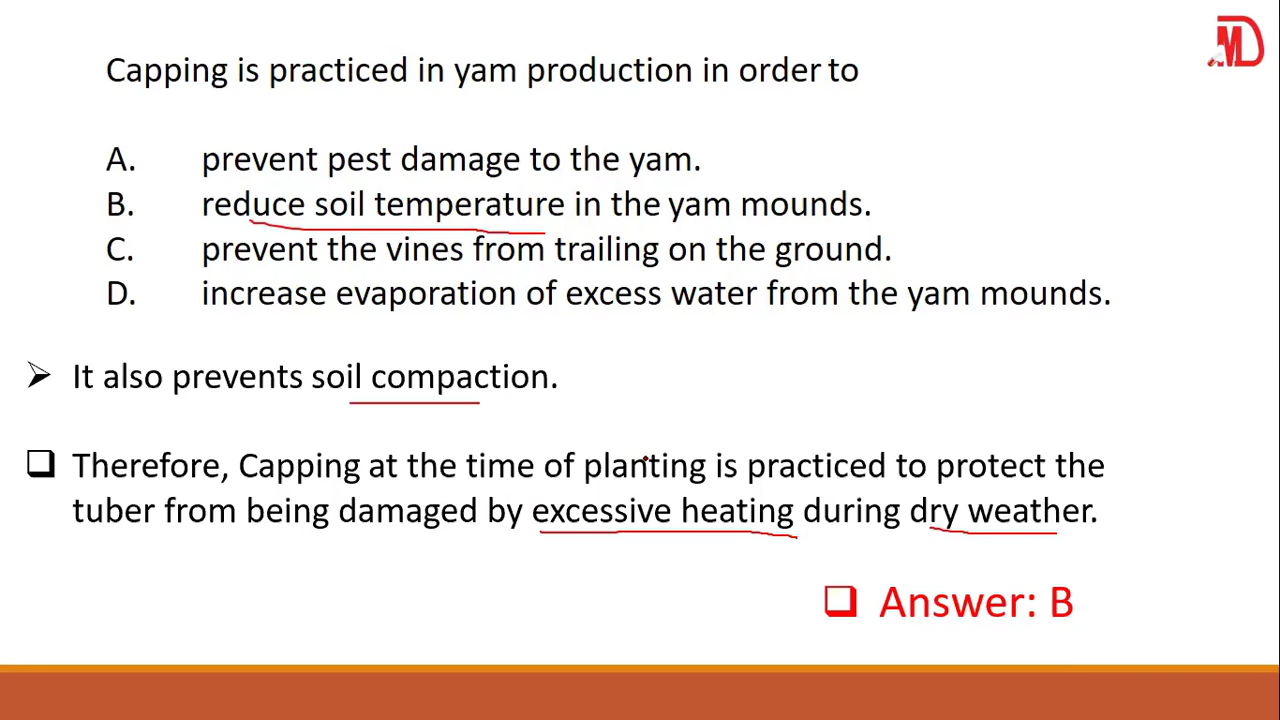 Capping is practiced in yam production in order to
A. prevent pest damage to the yam.
B. reduce soil temperature in the yam mounds.
C. prevent the vines from trailing on the ground.
D. increase evaporation of excess water from the yam mounds.
It also prevents soil compaction.
Therefore, Capping at the time of planting is practiced to protect the
tuber from being damaged by excessive heating during dry weather.
Answer: B